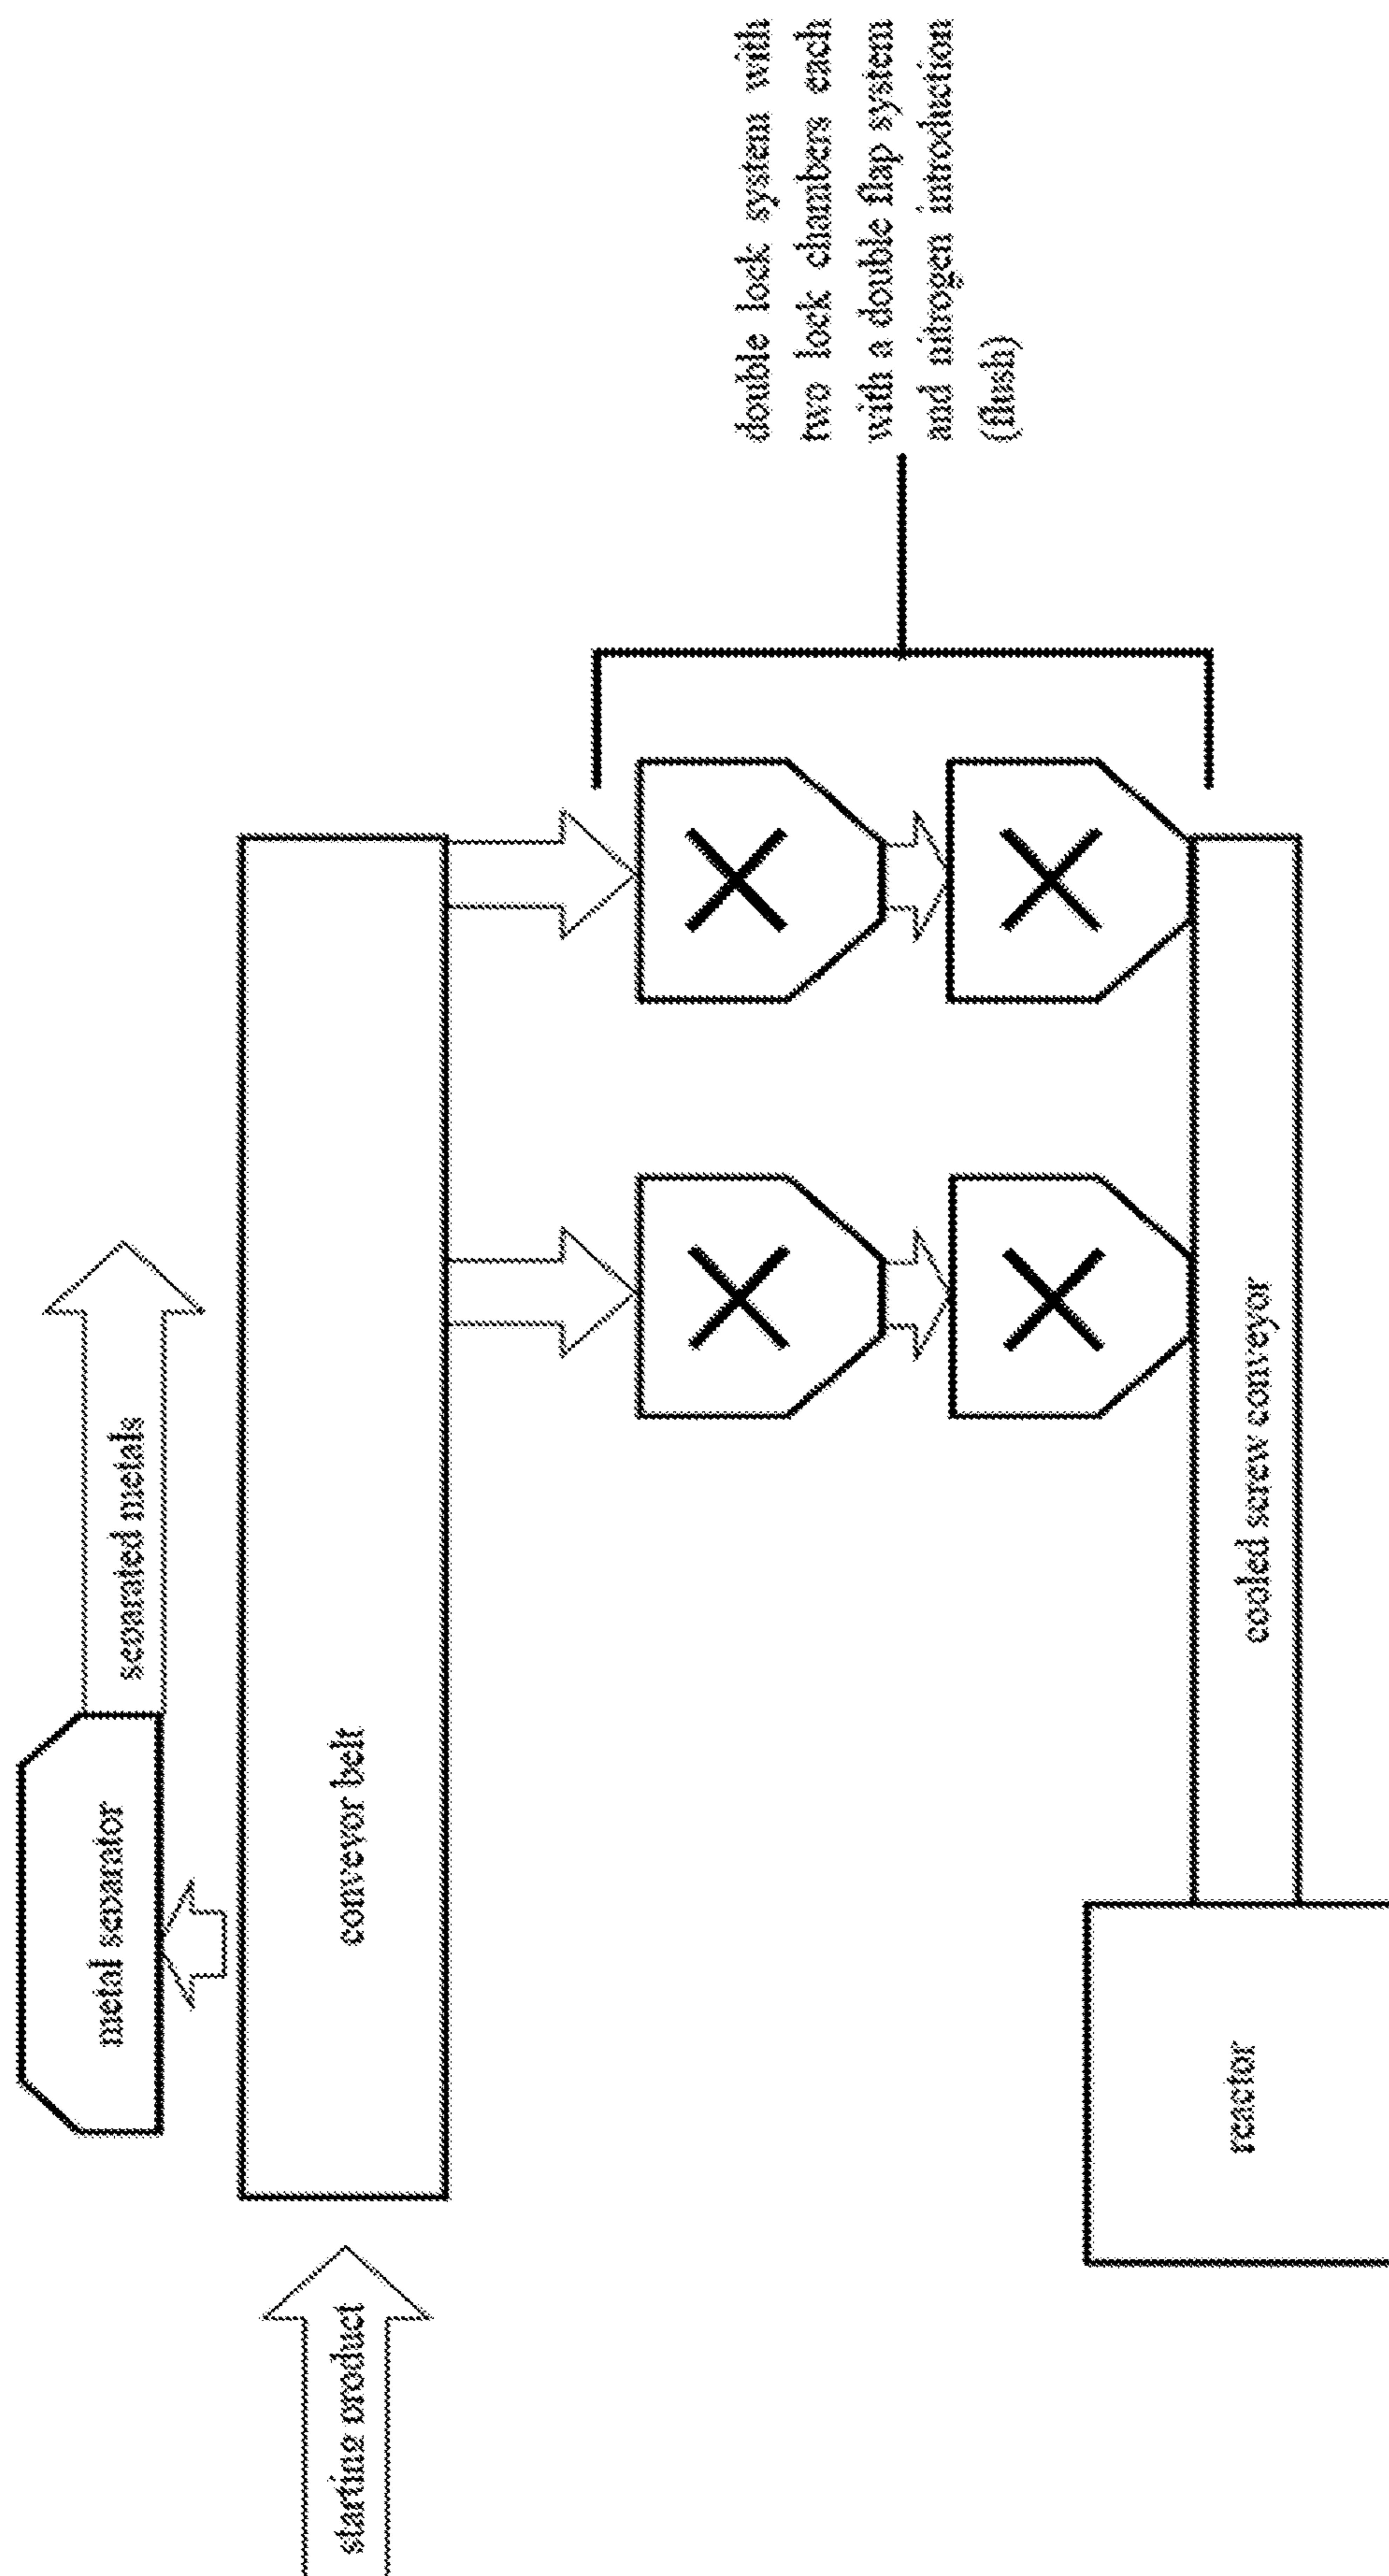 metal separator
separated metals
starting product
conveyor belt
double lock system with
two lock chambers each
with a double flap system
and nitrogen introduction
(flush)
cooled screw conveyor
reactor